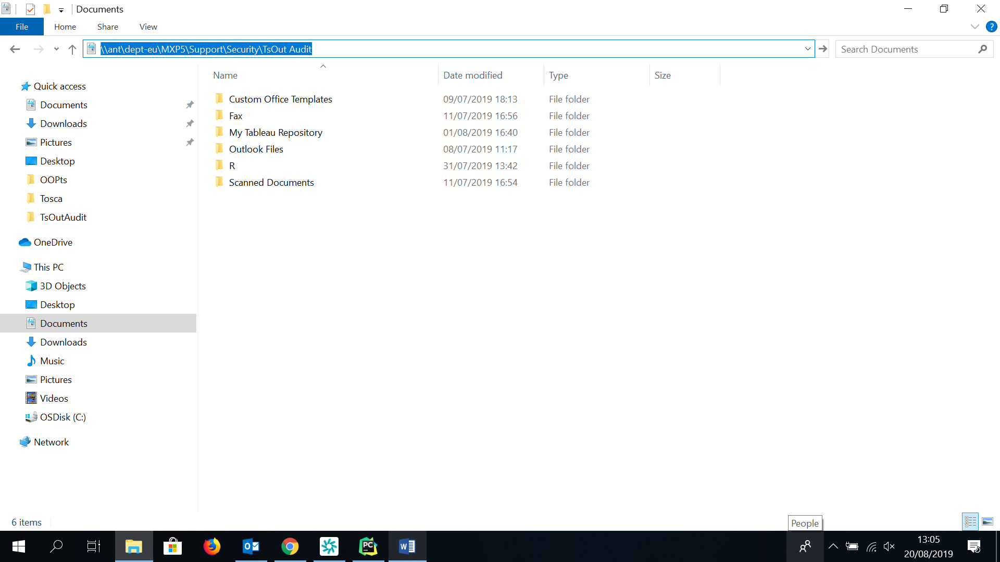 Documents
File Home Share View ?
\\ant\dept-eu\MXP5\Support\Security\TsOut Audit
Search Documents
Name Date modified Type Size
Custom Office Templates 09/07/2019 18:13 File folder
Fax 11/07/2019 16:56 File folder
My Tableau Repository 01/08/2019 16:40 File folder
Outlook Files 08/07/2019 11:17 File folder
R 31/07/2019 13:42 File folder
Scanned Documents 11/07/2019 16:54 File folder
Quick access
Documents
Downloads
Pictures
Desktop
OOPts
Tosca
TsOutAudit
OneDrive
This PC
3D Objects
Desktop
Documents
Downloads
Music
Pictures
Videos
OSDisk (C:)
Network
6 items
People
PC
W
13:05
20/08/2019